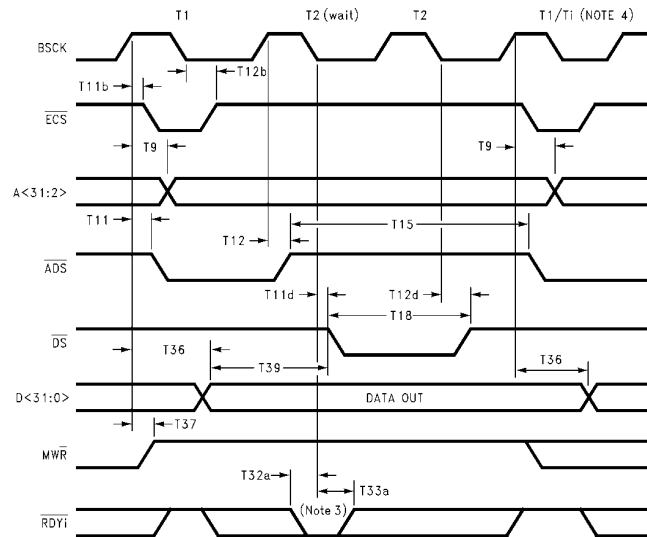 T1 T2 (wait) T2 T1/Ti (NOTE 4)
BSCK
T11b T12b
ECS
T9 T9
A<31:2>
T11 T12 T15
ADS
T11d T12d
T18
DS
T36 T39 T36
D<31:0> DATA OUT
T37
MWR
T32a T33a
(Note 3)
RDYi